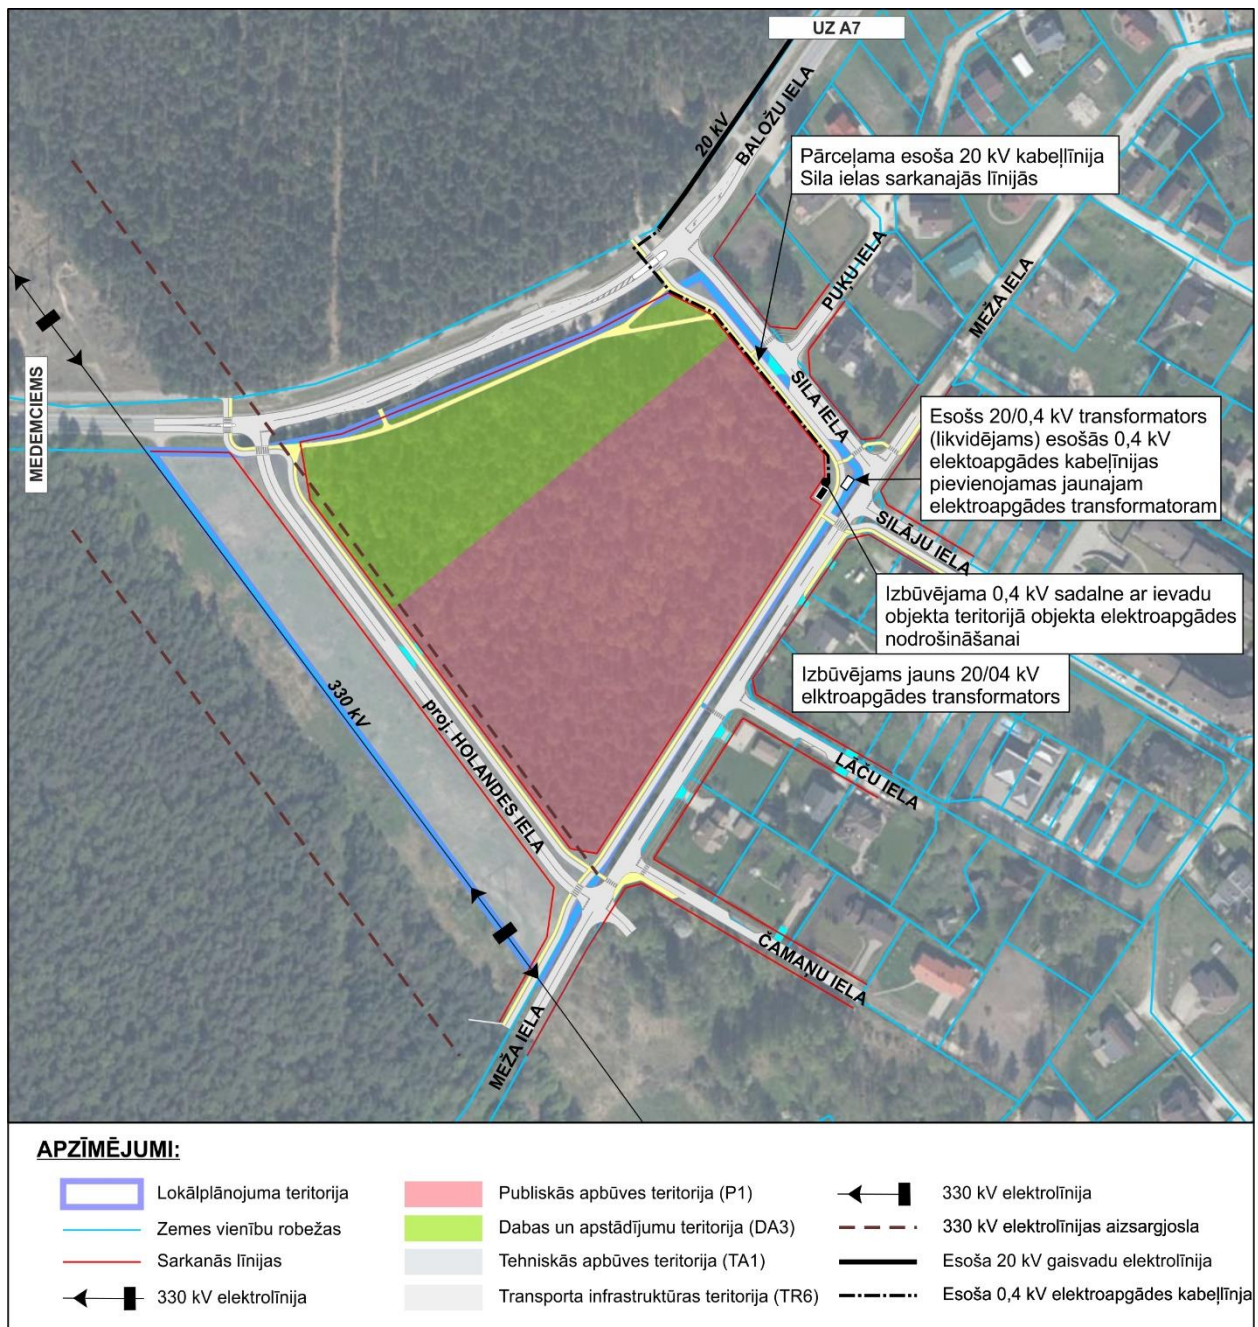 UZ A7
20 kV
BALOŽU IELA
Pārceļama esoša 20 kV kabeļlīnija
Sila ielas sarkanajās līnijās
PUĶU IELA
MEŽA IELA
SILA IELA
MEDEMCIEMS
Esošs 20/0,4 kV transformators
(likvidējams) esošās 0,4 kV
elektoapgādes kabeļlīnijas
pievienojamas jaunajam
elektroapgādes transformatoram
SILĀJU IELA
Izbūvējama 0,4 kV sadalne ar ievadu
objekta teritorijā objekta elektroapgādes
nodrošināšanai
Izbūvējams jauns 20/04 kV
elktroapgādes transformators
330 kV
proj. HOLANDES IELA
LĀČU IELA
ČAMAŅU IELA
MEŽA IELA
APZĪMĒJUMI:
Lokālplānojuma teritorija
Zemes vienību robežas
Sarkanās līnijas
330 kV elektrolīnija
Publiskās apbūves teritorija (P1)
Dabas un apstādījumu teritorija (DA3)
Tehniskās apbūves teritorija (TA1)
Transporta infrastruktūras teritorija (TR6)
330 kV elektrolīnija
330 kV elektrolīnijas aizsargjosla
Esoša 20 kV gaisvadu elektrolīnija
Esoša 0,4 kV elektroapgādes kabeļlīnja